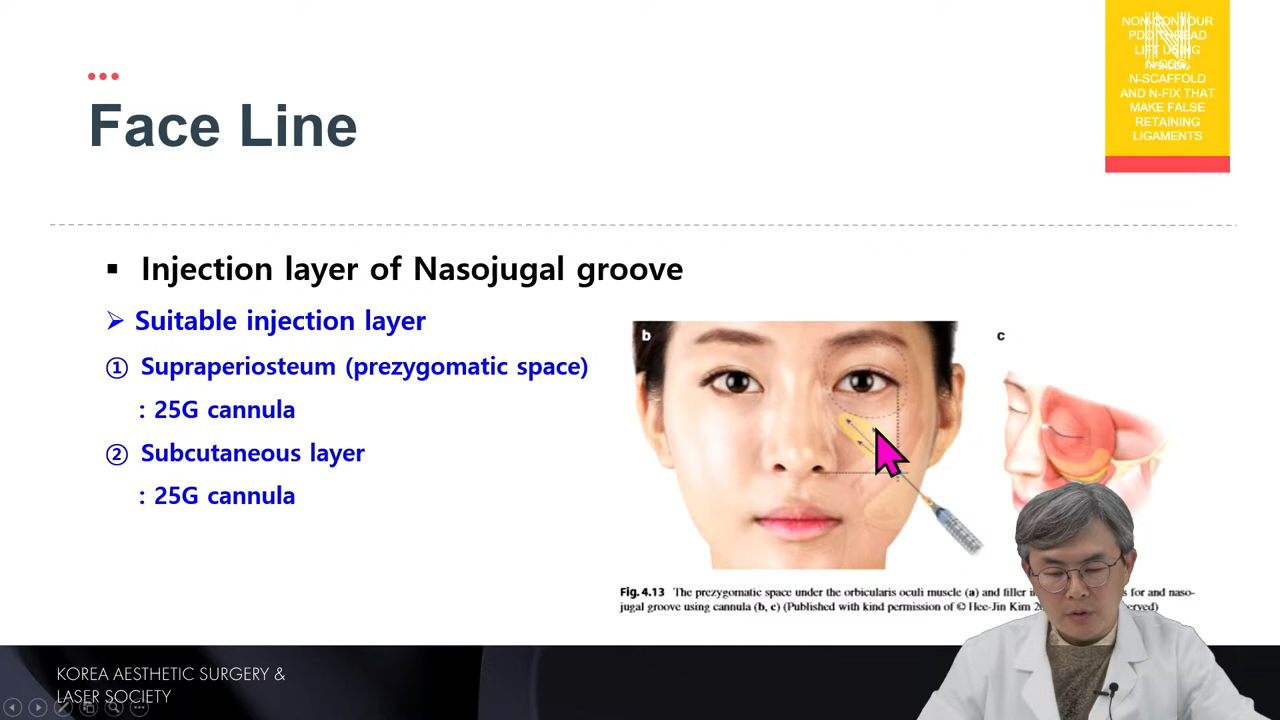 Face Line
NON-CONTOUR
PDO THREAD
LIFT USING
N-COG,
N-SCAFFOLD
AND N-FIX THAT
MAKE FALSE
RETAINING
LIGAMENTS
▪ Injection layer of Nasojugal groove
➢ Suitable injection layer
① Supraperiosteum (prezygomatic space)
: 25G cannula
② Subcutaneous layer
: 25G cannula
b
c
Fig. 4.13 The prezygomatic space under the orbicularis oculi muscle (a) and filler for and naso-
jugal groove using cannula (b, c) (Published with kind permission of © Hee-Jin Kim
KOREA AESTHETIC SURGERY &
LASER SOCIETY